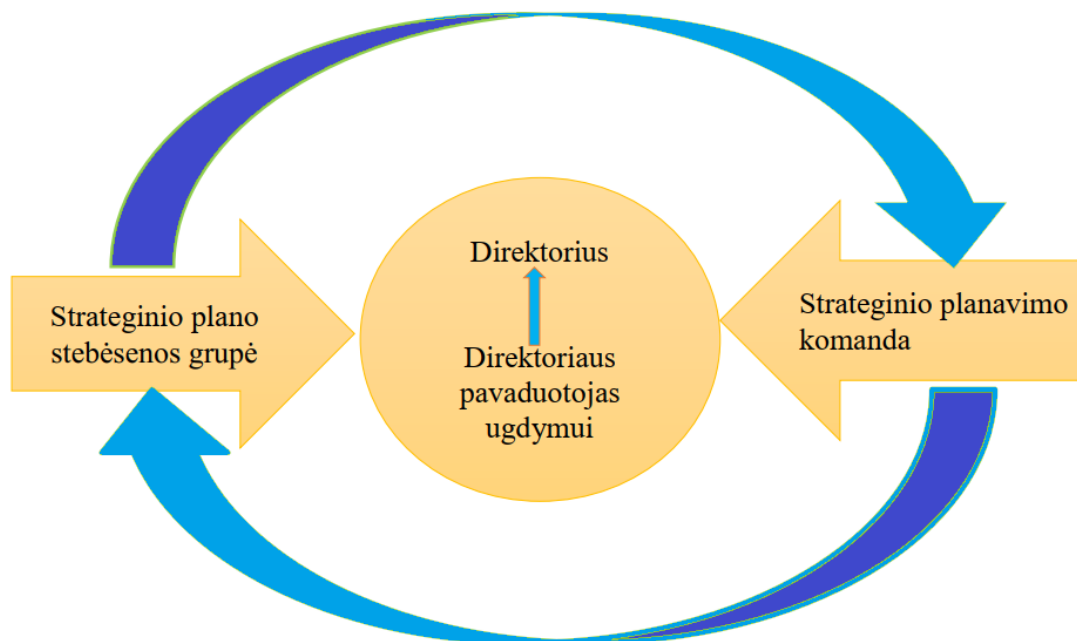 Strateginio plano
stebėsenos grupė
Direktorius
Direktoriaus
pavaduotojas
ugdymui
Strateginio planavimo
komanda